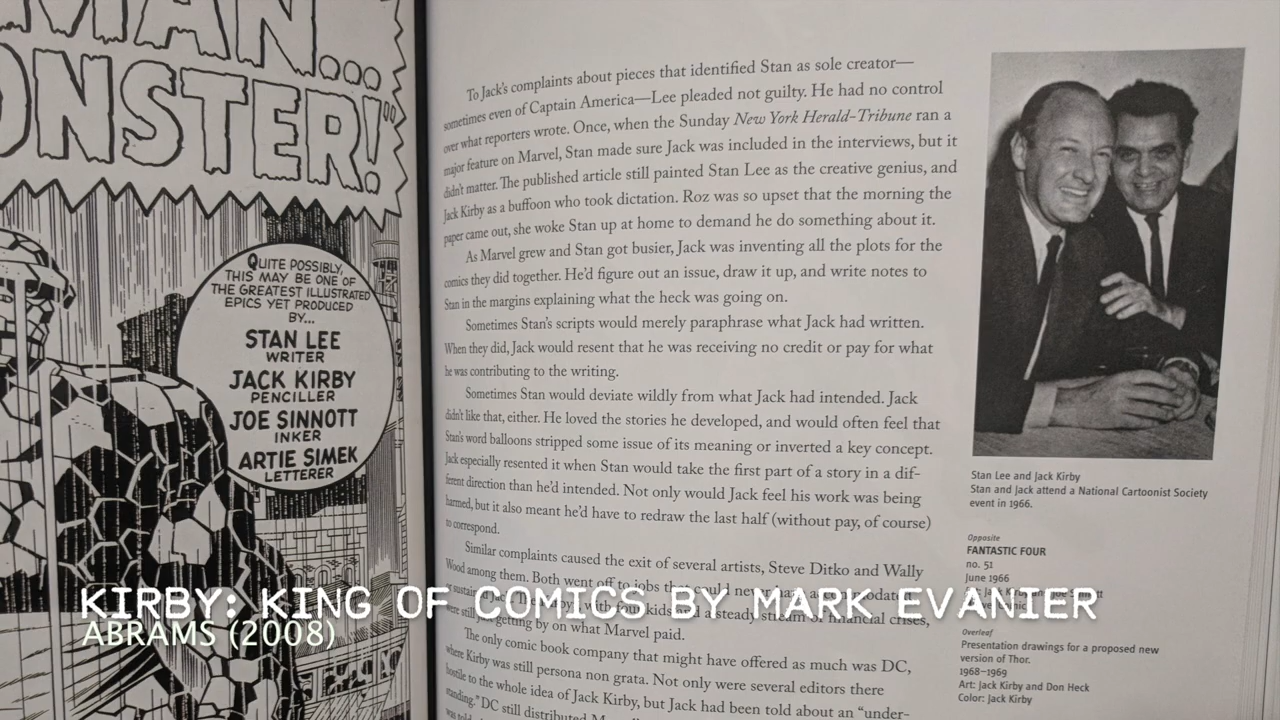 MAN...
ONSTER!"
QUITE POSSIBLY,
THIS MAY BE ONE OF
THE GREATEST ILLUSTRATED
EPICS YET PRODUCED
BY...
STAN LEE
WRITER
JACK KIRBY
PENCILLER
JOE SINNOTT
INKER
ARTIE SIMEK
LETTERER
To Jack's complaints about pieces that identified Stan as sole creator—
sometimes even of Captain America—Lee pleaded not guilty. He had no control
over what reporters wrote. Once, when the Sunday New York Herald-Tribune ran a
major feature on Marvel, Stan made sure Jack was included in the interviews, but it
didn't matter. The published article still painted Stan Lee as the creative genius, and
Jack Kirby as a buffoon who took dictation. Roz was so upset that the morning the
paper came out, she woke Stan up at home to demand he do something about it.
As Marvel grew and Stan got busier, Jack was inventing all the plots for the
comics they did together. He'd figure out an issue, draw it up, and write notes to
Stan in the margins explaining what the heck was going on.
Sometimes Stan's scripts would merely paraphrase what Jack had written.
When they did, Jack would resent that he was receiving no credit or pay for what
he was contributing to the writing.
Sometimes Stan would deviate wildly from what Jack had intended. Jack
didn't like that, either. He loved the stories he developed, and would often feel that
Stan's word balloons stripped some issue of its meaning or inverted a key concept.
Jack especially resented it when Stan would take the first part of a story in a dif-
ferent direction than he'd intended. Not only would Jack feel his work was being
harmed, but it also meant he'd have to redraw the last half (without pay, of course)
to correspond.
Similar complaints caused the exit of several artists, Steve Ditko and Wally
Wood among them. Both went off to jobs that could never
with four kids and a steady stream of financial crises,
were still just getting by on what Marvel paid.
The only comic book company that might have offered as much was DC,
where Kirby was still persona non grata. Not only were several editors there
hostile to the whole idea of Jack Kirby, but Jack had been told about an "under-
standing." DC still distributed
was told
Stan Lee and Jack Kirby
Stan and Jack attend a National Cartoonist Society
event in 1966.
Opposite
FANTASTIC FOUR
no. 51
June 1966
Overleaf
Presentation drawings for a proposed new
version of Thor.
1968–1969
Art: Jack Kirby and Don Heck
Color: Jack Kirby
KIRBY: KING OF COMICS BY MARK EVANIER
ABRAMS (2008)